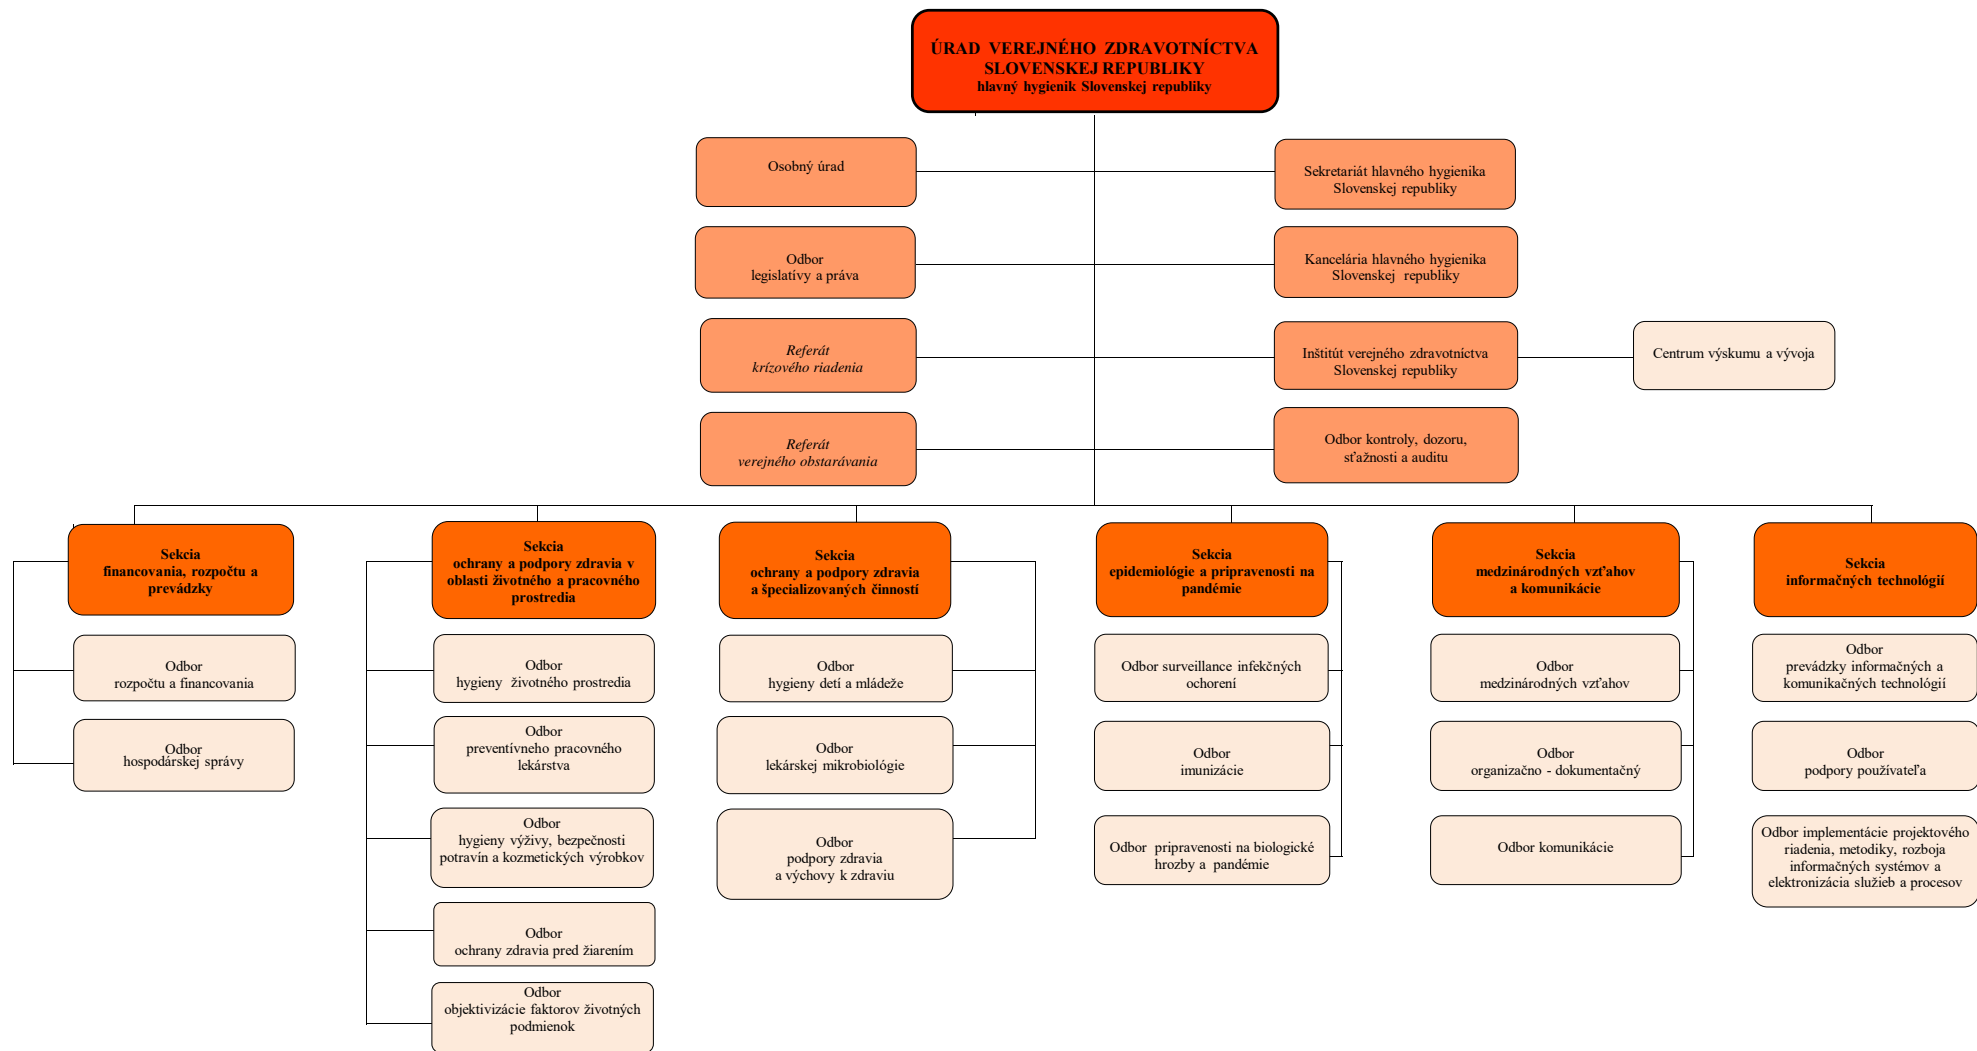 ÚRAD VEREJNÉHO ZDRAVOTNÍCTVA
SLOVENSKEJ REPUBLIKY
hlavný hygienik Slovenskej republiky
Osobný úrad
Sekretariát hlavného hygienika
Slovenskej republiky
Odbor
legislatívy a práva
Kancelária hlavného hygienika
Slovenskej republiky
Referát
krízového riadenia
Inštitút verejného zdravotníctva
Slovenskej republiky
Centrum výskumu a vývoja
Referát
verejného obstarávania
Odbor kontroly, dozoru,
sťažnosti a auditu
Sekcia
financovania, rozpočtu a
prevádzky
Sekcia
ochrany a podpory zdravia v
oblasti životného a pracovného
prostredia
Sekcia
ochrany a podpory zdravia
a špecializovaných činností
Sekcia
epidemiológie a pripravenosti na
pandémie
Sekcia
medzinárodných vzťahov
a komunikácie
Sekcia
informačných technológií
Odbor
rozpočtu a financovania
Odbor
hospodárskej správy
Odbor
hygieny životného prostredia
Odbor
preventívneho pracovného
lekárstva
Odbor
hygieny výživy, bezpečnosti
potravín a kozmetických výrobkov
Odbor
ochrany zdravia pred žiarením
Odbor
objektivizácie faktorov životných
podmienok
Odbor
hygieny detí a mládeže
Odbor
lekárskej mikrobiológie
Odbor
podpory zdravia
a výchovy k zdraviu
Odbor surveillance infekčných
ochorení
Odbor
imunizácie
Odbor pripravenosti na biologické
hrozby a pandémie
Odbor
medzinárodných vzťahov
Odbor
organizačno - dokumentačný
Odbor komunikácie
Odbor
prevádzky informačných a
komunikačných technológií
Odbor
podpory používateľa
Odbor implementácie projektového
riadenia, metodiky, rozboja
informačných systémov a
elektronizácia služieb a procesov